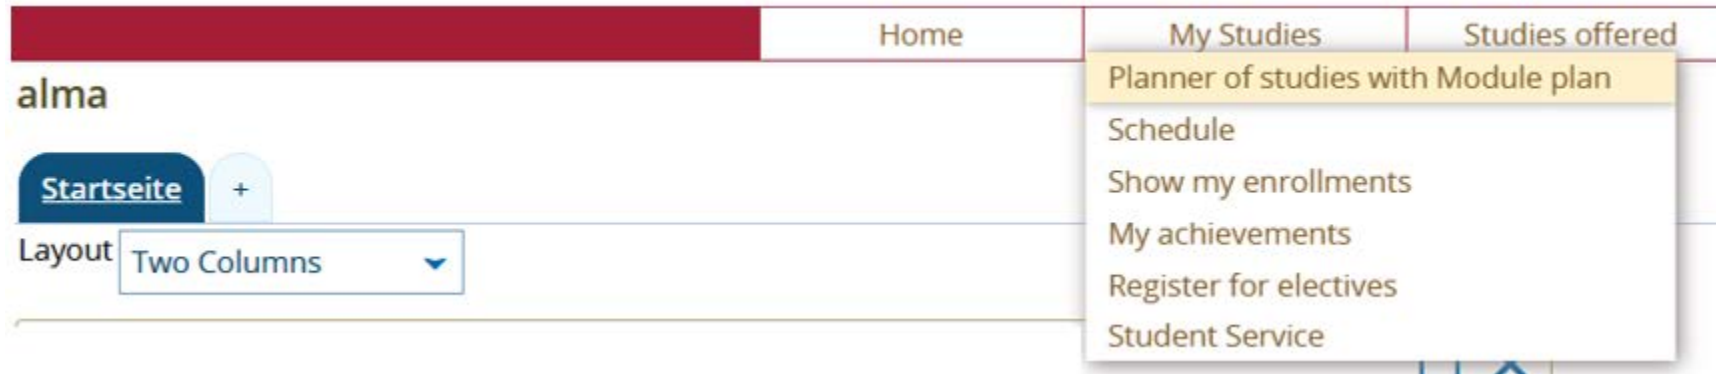 Home My Studies Studies offered
Planner of studies with Module plan
alma
Schedule
Startseite +
Show my enrollments
My achievements
Layout Two Columns
Register for electives
Student Service